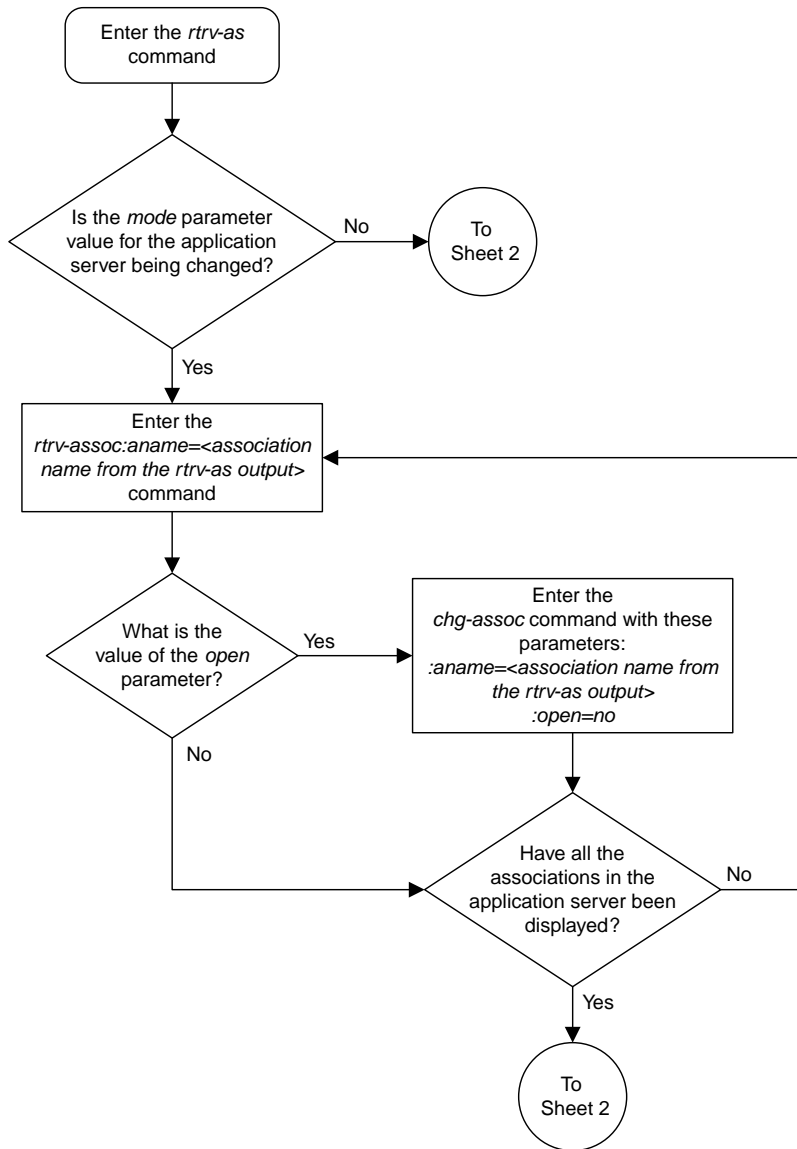 Enter the rtrv-as
command
Is the mode parameter
value for the application
server being changed?
No
To
Sheet 2
Yes
Enter the
rtrv-assoc:aname=<association
name from the rtrv-as output>
command
What is the
value of the open
parameter?
Yes
Enter the
chg-assoc command with these
parameters:
:aname=<association name from
the rtrv-as output>
:open=no
No
Have all the
associations in the
application server been
displayed?
No
Yes
To
Sheet 2